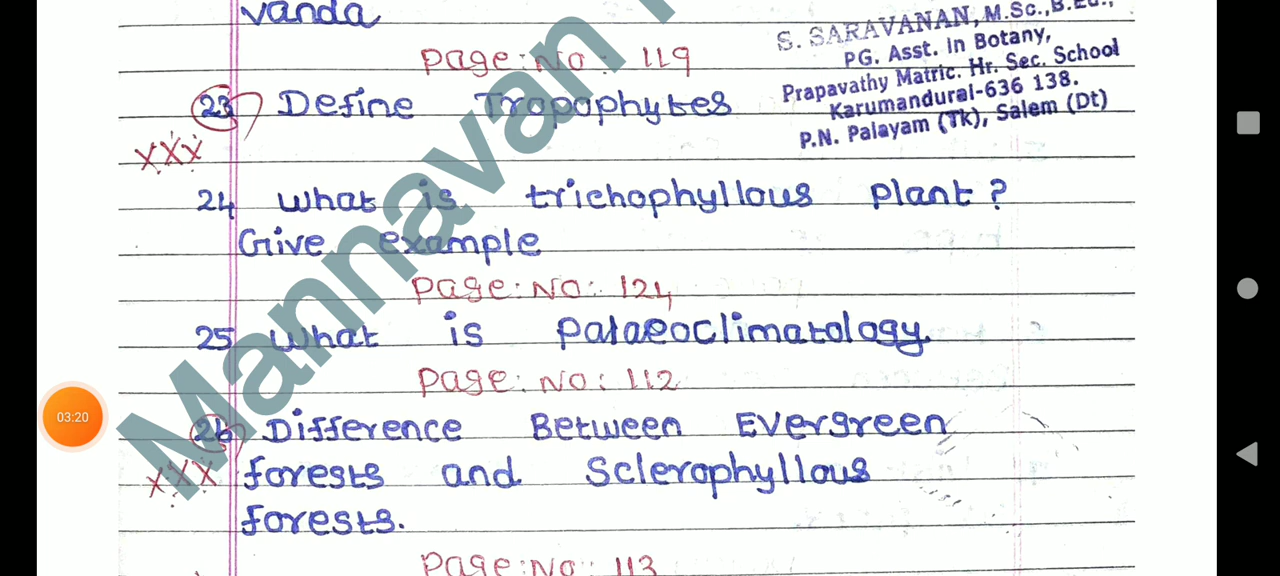 vanda
S. SARAVANAN, M.Sc., B.Ed.,
PG. Asst. in Botany,
Prapavathy Matric. Hr. Sec. School
Karumandural-636 138.
P.N. Palayam (Tk), Salem (Dt)
Page: No: 119
23 Define Tropophytes
XXX
24 What is trichophyllous plant?
Give example
Page: No: 121
25 What is palaeoclimatology.
Page: No: 112
26 Difference Between Evergreen
XXX forests and Sclerophyllous
forests.
Page: No: 113
Mannavan
03:20